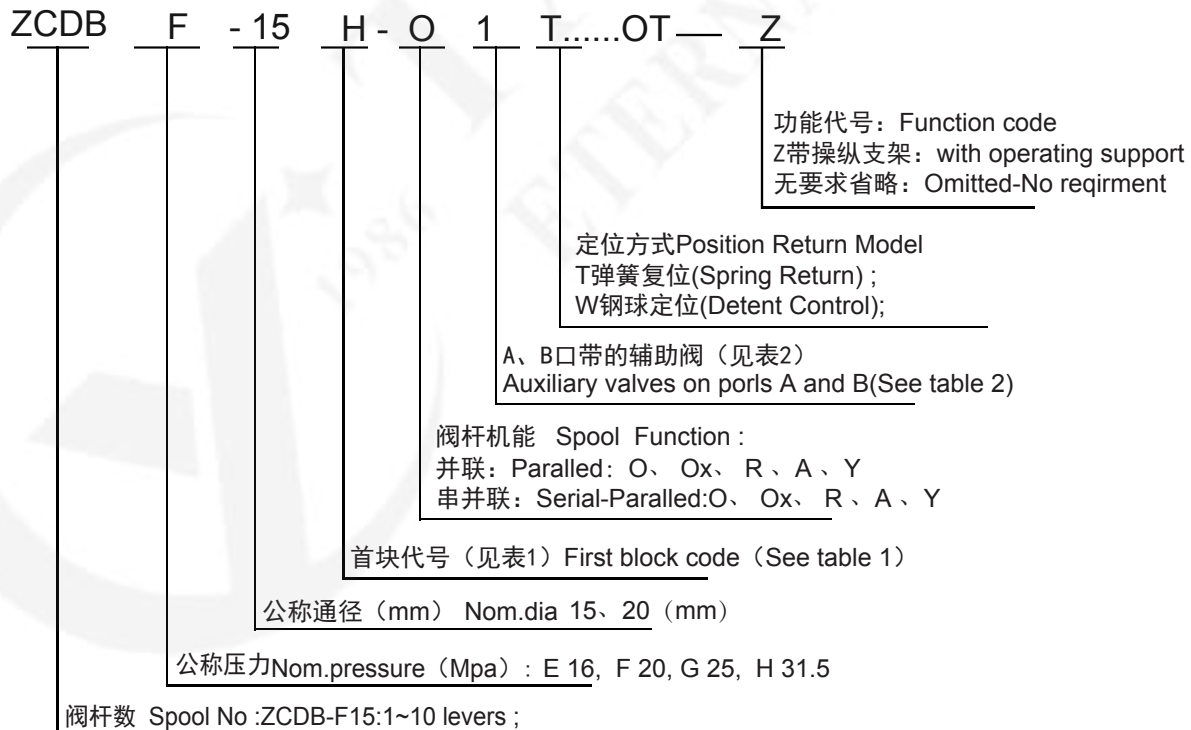 ZCDB F - 15 H - O 1 T......OT — Z
功能代号：Function code
Z带操纵支架：with operating support
无要求省略：Omitted-No reqirment
定位方式Position Return Model
T弹簧复位(Spring Return) ;
W钢球定位(Detent Control);
A、B口带的辅助阀（见表2）
Auxiliary valves on porls A and B(See table 2)
阀杆机能 Spool Function :
并联：Paralled: O、 Ox、 R 、A 、Y
串并联：Serial-Paralled:O、 Ox、 R 、A 、Y
首块代号（见表1）First block code（See table 1）
公称通径（mm） Nom.dia 15、20（mm）
公称压力Nom.pressure（Mpa）: E 16, F 20, G 25, H 31.5
阀杆数 Spool No :ZCDB-F15:1~10 levers ;
1986
ETERN